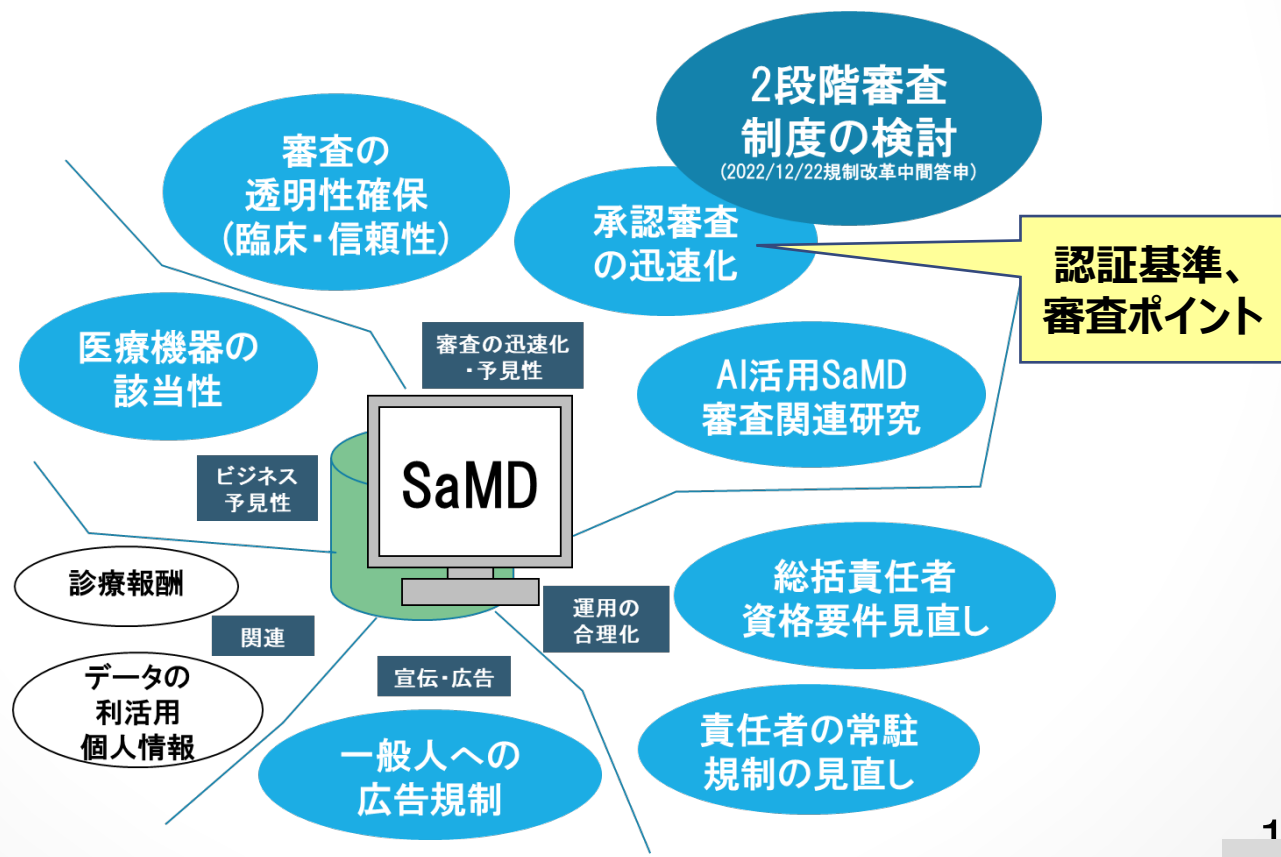 2段階審査
制度の検討
(2022/12/22規制改革中間答申)
審査の
透明性確保
(臨床・信頼性)
承認審査
の迅速化
認証基準、
審査ポイント
医療機器の
該当性
審査の迅速化
・予見性
AI活用SaMD
審査関連研究
ビジネス
予見性
SaMD
診療報酬
関連
データの
利活用
個人情報
運用の
合理化
総括責任者
資格要件見直し
宣伝・広告
一般人への
広告規制
責任者の常駐
規制の見直し
1